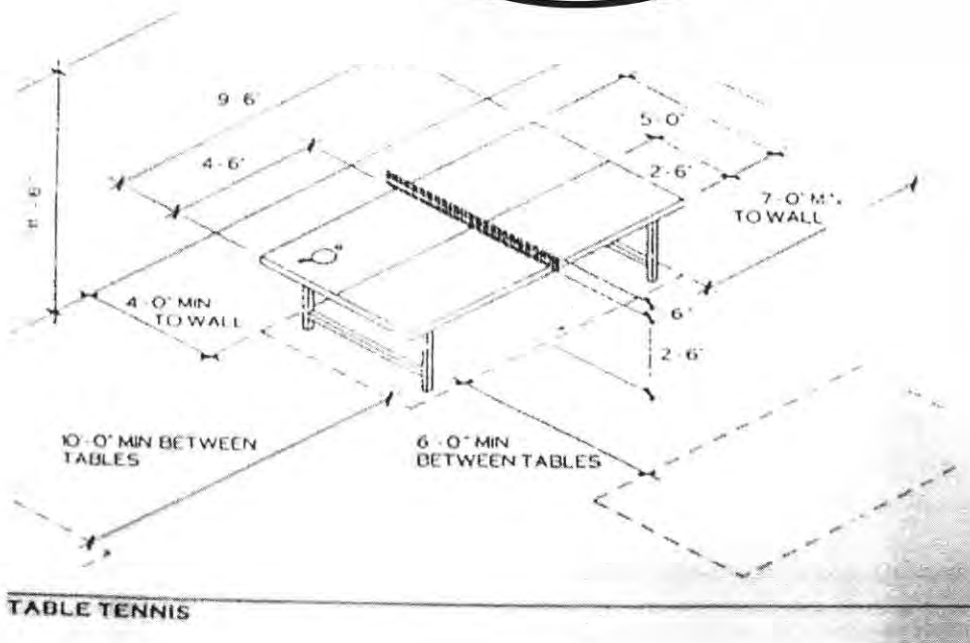 9-6"
5-0"
4-6"
2-6"
7-0" MIN
TO WALL
4-0" MIN
TO WALL
6"
2-6"
10-0" MIN BETWEEN
TABLES
6-0" MIN
BETWEEN TABLES
TABLE TENNIS